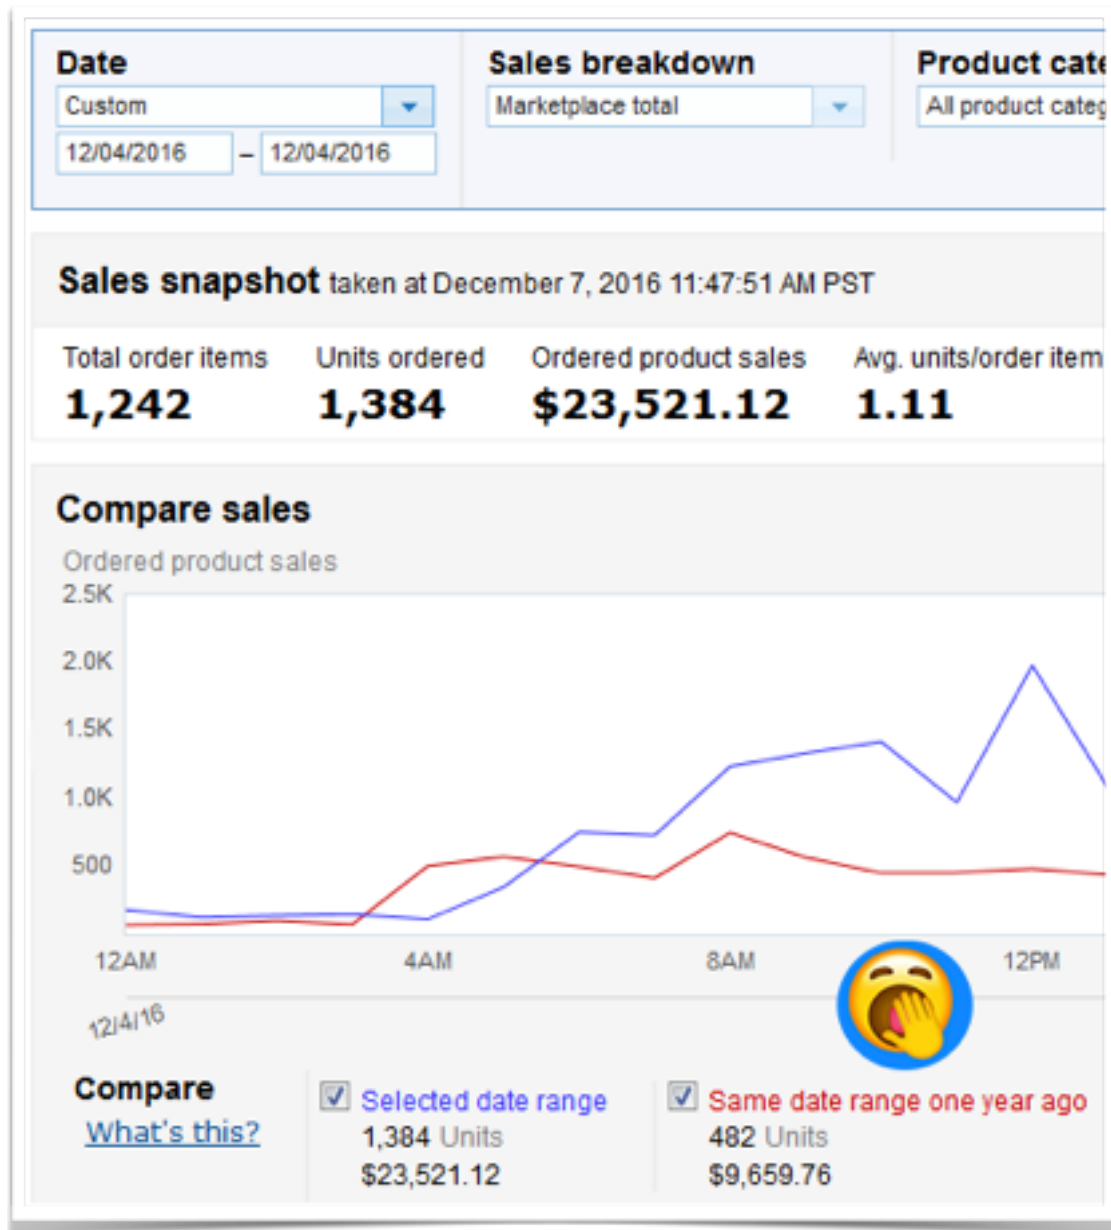 Date
Sales breakdown
Product cate
Custom
Marketplace total
All product categ
12/04/2016 – 12/04/2016
Sales snapshot taken at December 7, 2016 11:47:51 AM PST
Total order items
Units ordered
Ordered product sales
Avg. units/order item
1,242
1,384
$23,521.12
1.11
Compare sales
Ordered product sales
2.5K
2.0K
1.5K
1.0K
500
12AM
4AM
8AM
12PM
12/4/16
Compare
What's this?
Selected date range
1,384 Units
$23,521.12
Same date range one year ago
482 Units
$9,659.76